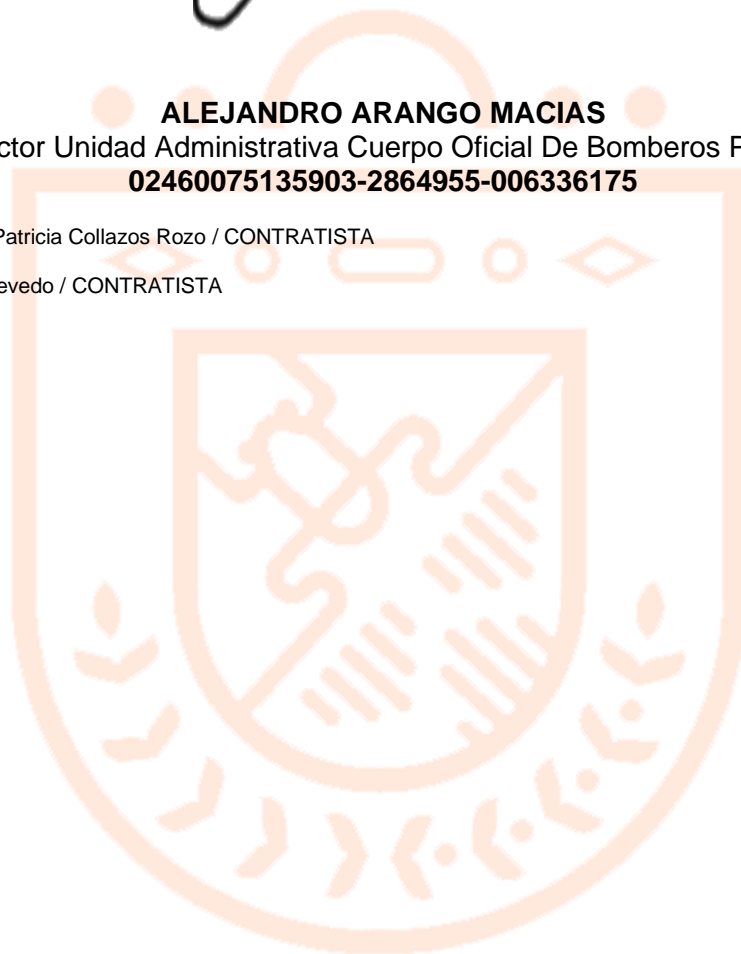 ALEJANDRO ARANGO MACIAS
ctor Unidad Administrativa Cuerpo Oficial De Bomberos P
02460075135903-2864955-006336175
Patricia Collazos Rozo / CONTRATISTA
evedo / CONTRATISTA